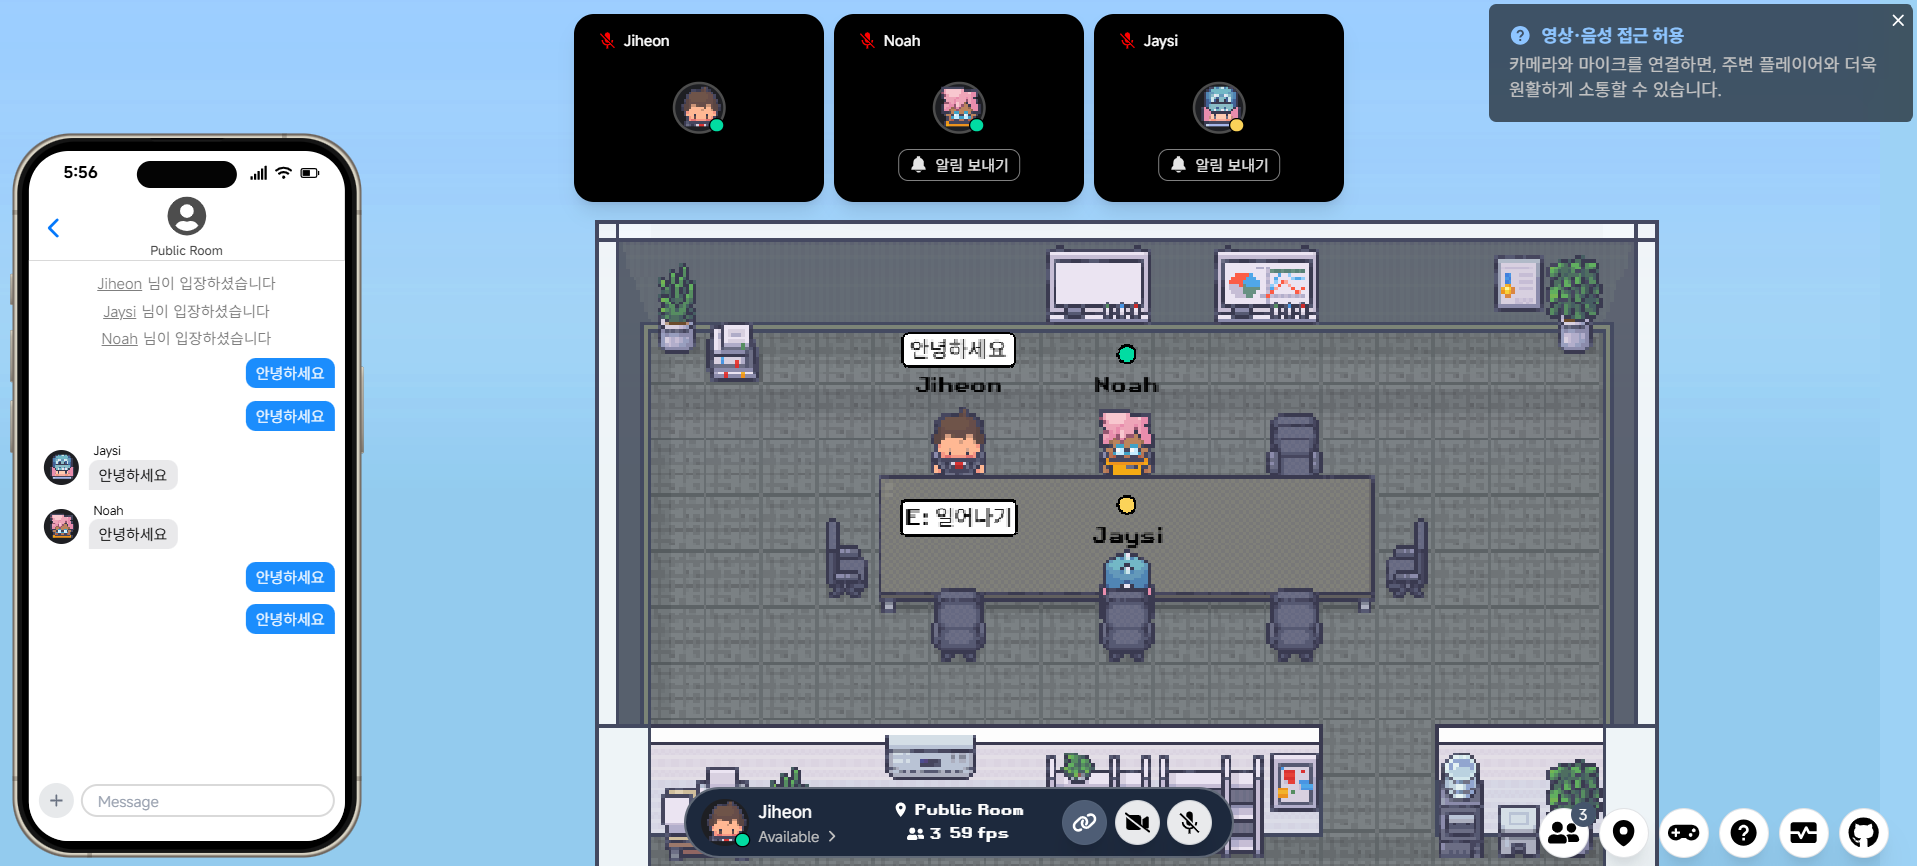 Jiheon
Noah
Jaysi
알림 보내기
알림 보내기
영상·음성 접근 허용
카메라와 마이크를 연결하면, 주변 플레이어와 더욱
원활하게 소통할 수 있습니다.
5:56
Public Room
Jiheon 님이 입장하셨습니다
Jaysi 님이 입장하셨습니다
Noah 님이 입장하셨습니다
안녕하세요
안녕하세요
Jaysi
안녕하세요
Noah
안녕하세요
안녕하세요
안녕하세요
Message
안녕하세요
Jiheon
Noah
E: 일어나기
Jaysi
Jiheon
Available
Public Room
3 59 fps
3